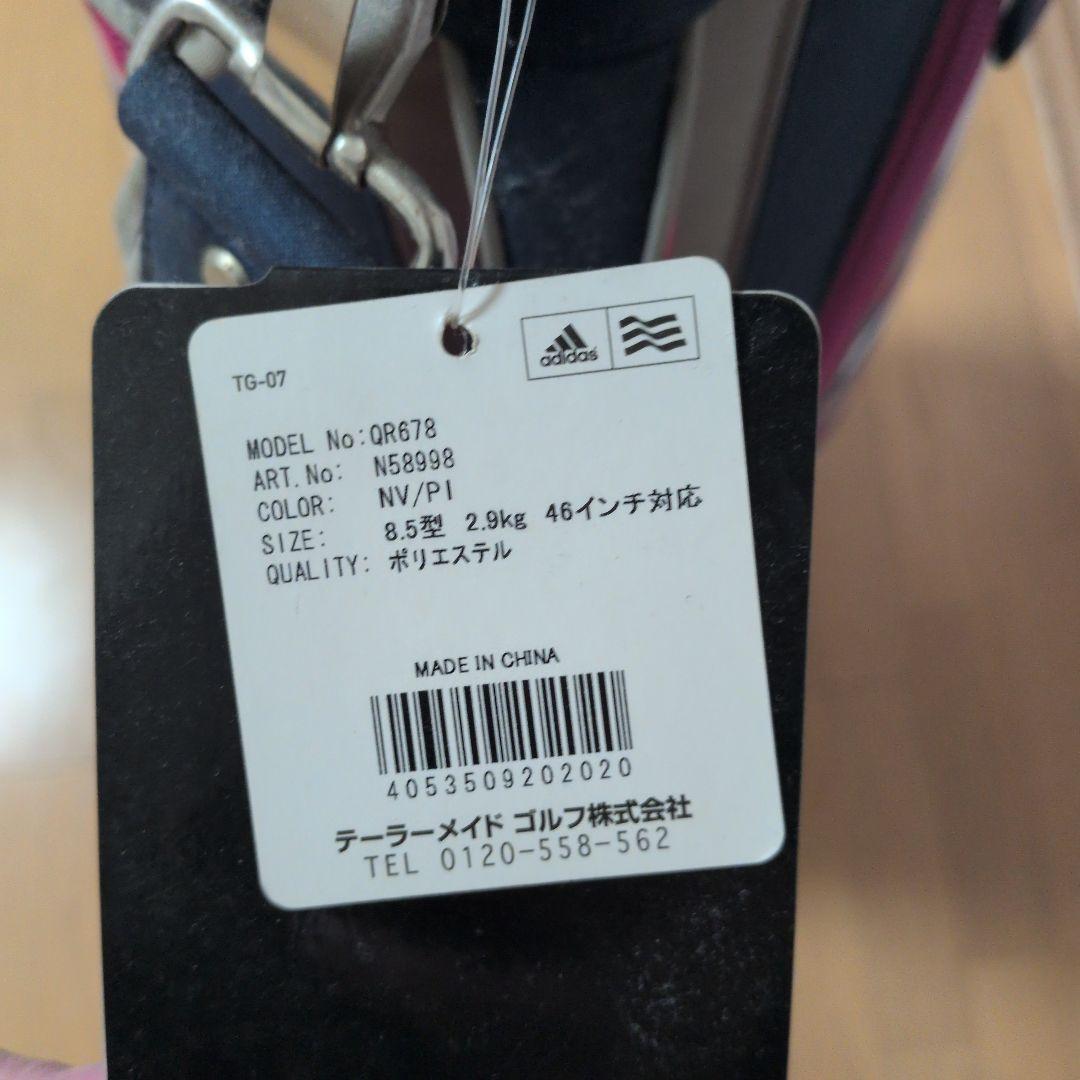 adidas
TG-07
MODEL No:QR678
ART.No: N58998
COLOR: NV/PI
SIZE: 8.5型 2.9kg 46インチ対応
QUALITY: ポリエステル
MADE IN CHINA
4053509202020
テーラーメイド ゴルフ株式会社
TEL 0120-558-562